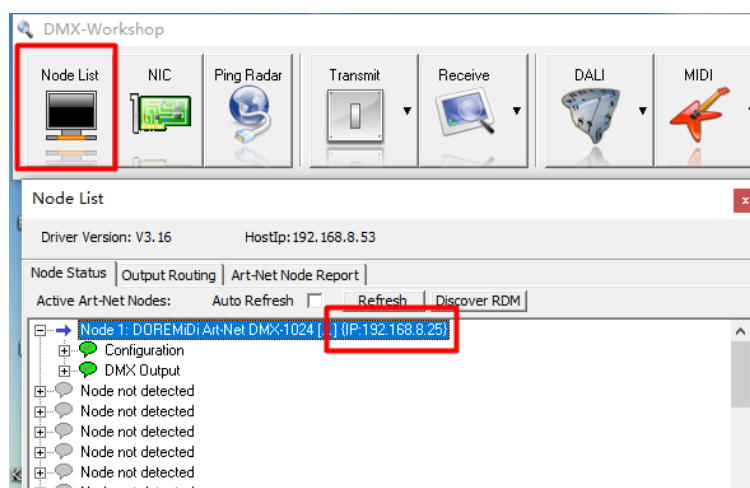 DMX-Workshop
Node List NIC Ping Radar Transmit Receive DALI MIDI
Node List
x
Driver Version: V3.16 HostIp:192.168.8.53
Node Status Output Routing Art-Net Node Report
Active Art-Net Nodes: Auto Refresh Refresh Discover RDM
Node 1: DOREMiDi Art-Net DMX-1024 [...] {IP:192.168.8.25}
Configuration
DMX Output
Node not detected
Node not detected
Node not detected
Node not detected
Node not detected